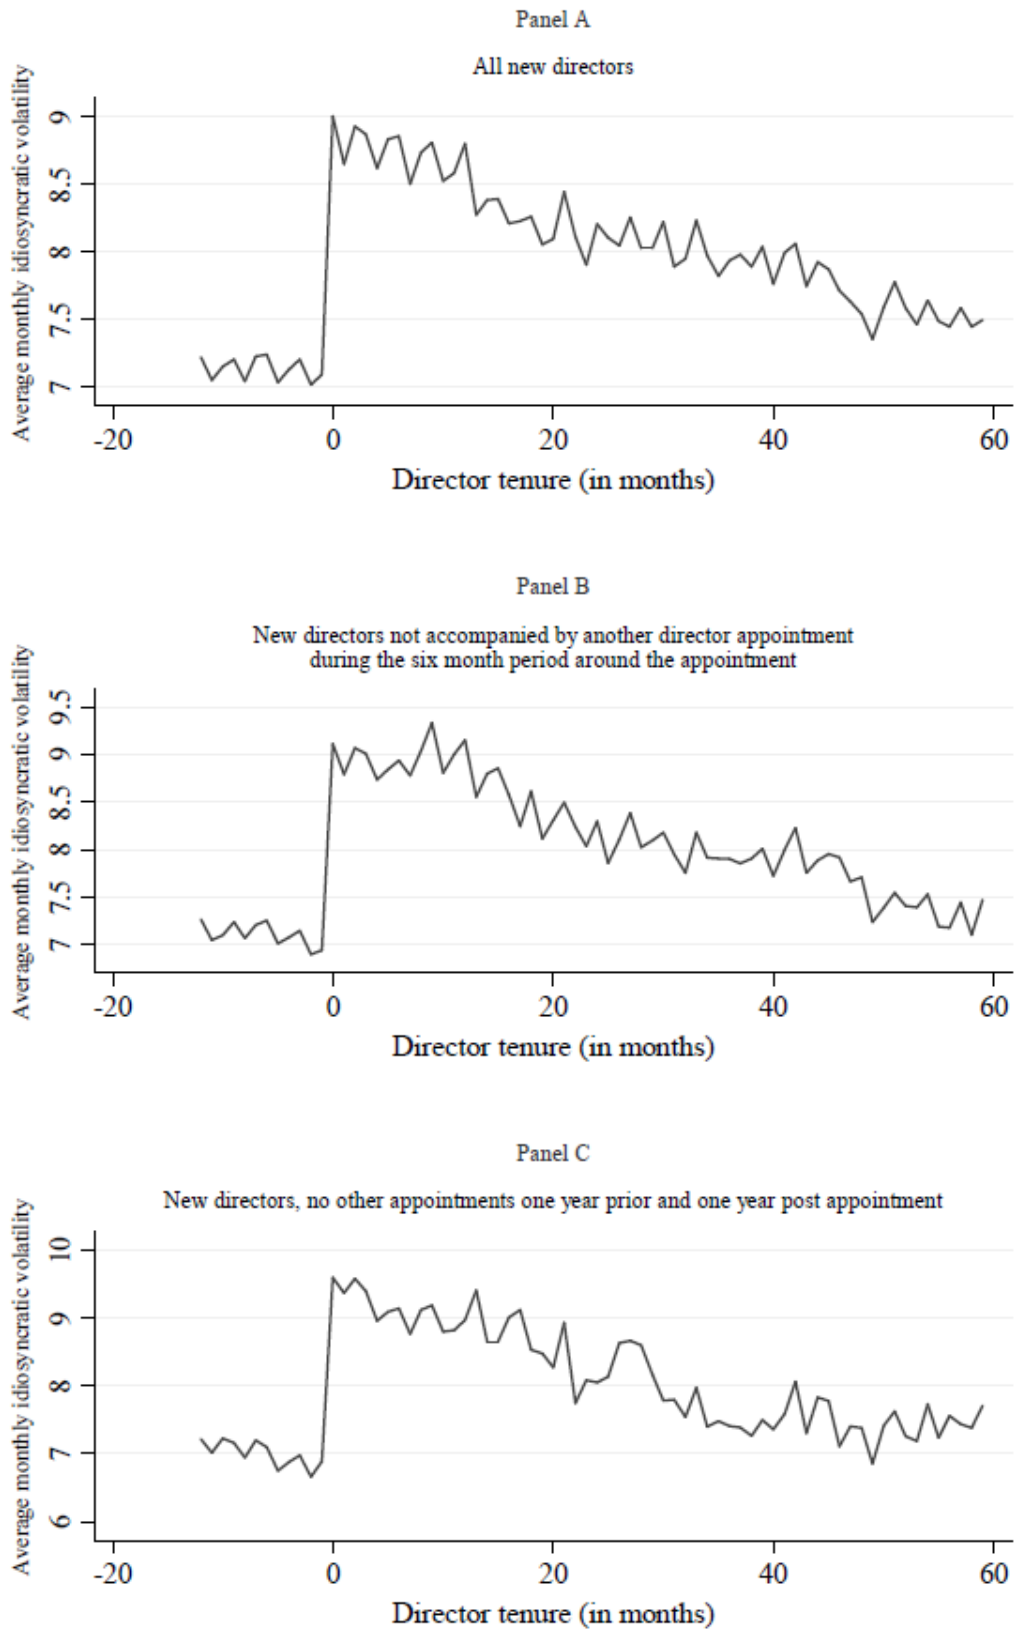 Panel A
All new directors
Average monthly idiosyncratic volatility
9
8.5
8
7.5
7
-20 0 20 40 60
Director tenure (in months)
Panel B
New directors not accompanied by another director appointment
during the six month period around the appointment
Average monthly idiosyncratic volatility
9.5
9
8.5
8
7.5
7
-20 0 20 40 60
Director tenure (in months)
Panel C
New directors, no other appointments one year prior and one year post appointment
Average monthly idiosyncratic volatility
10
9
8
7
6
-20 0 20 40 60
Director tenure (in months)